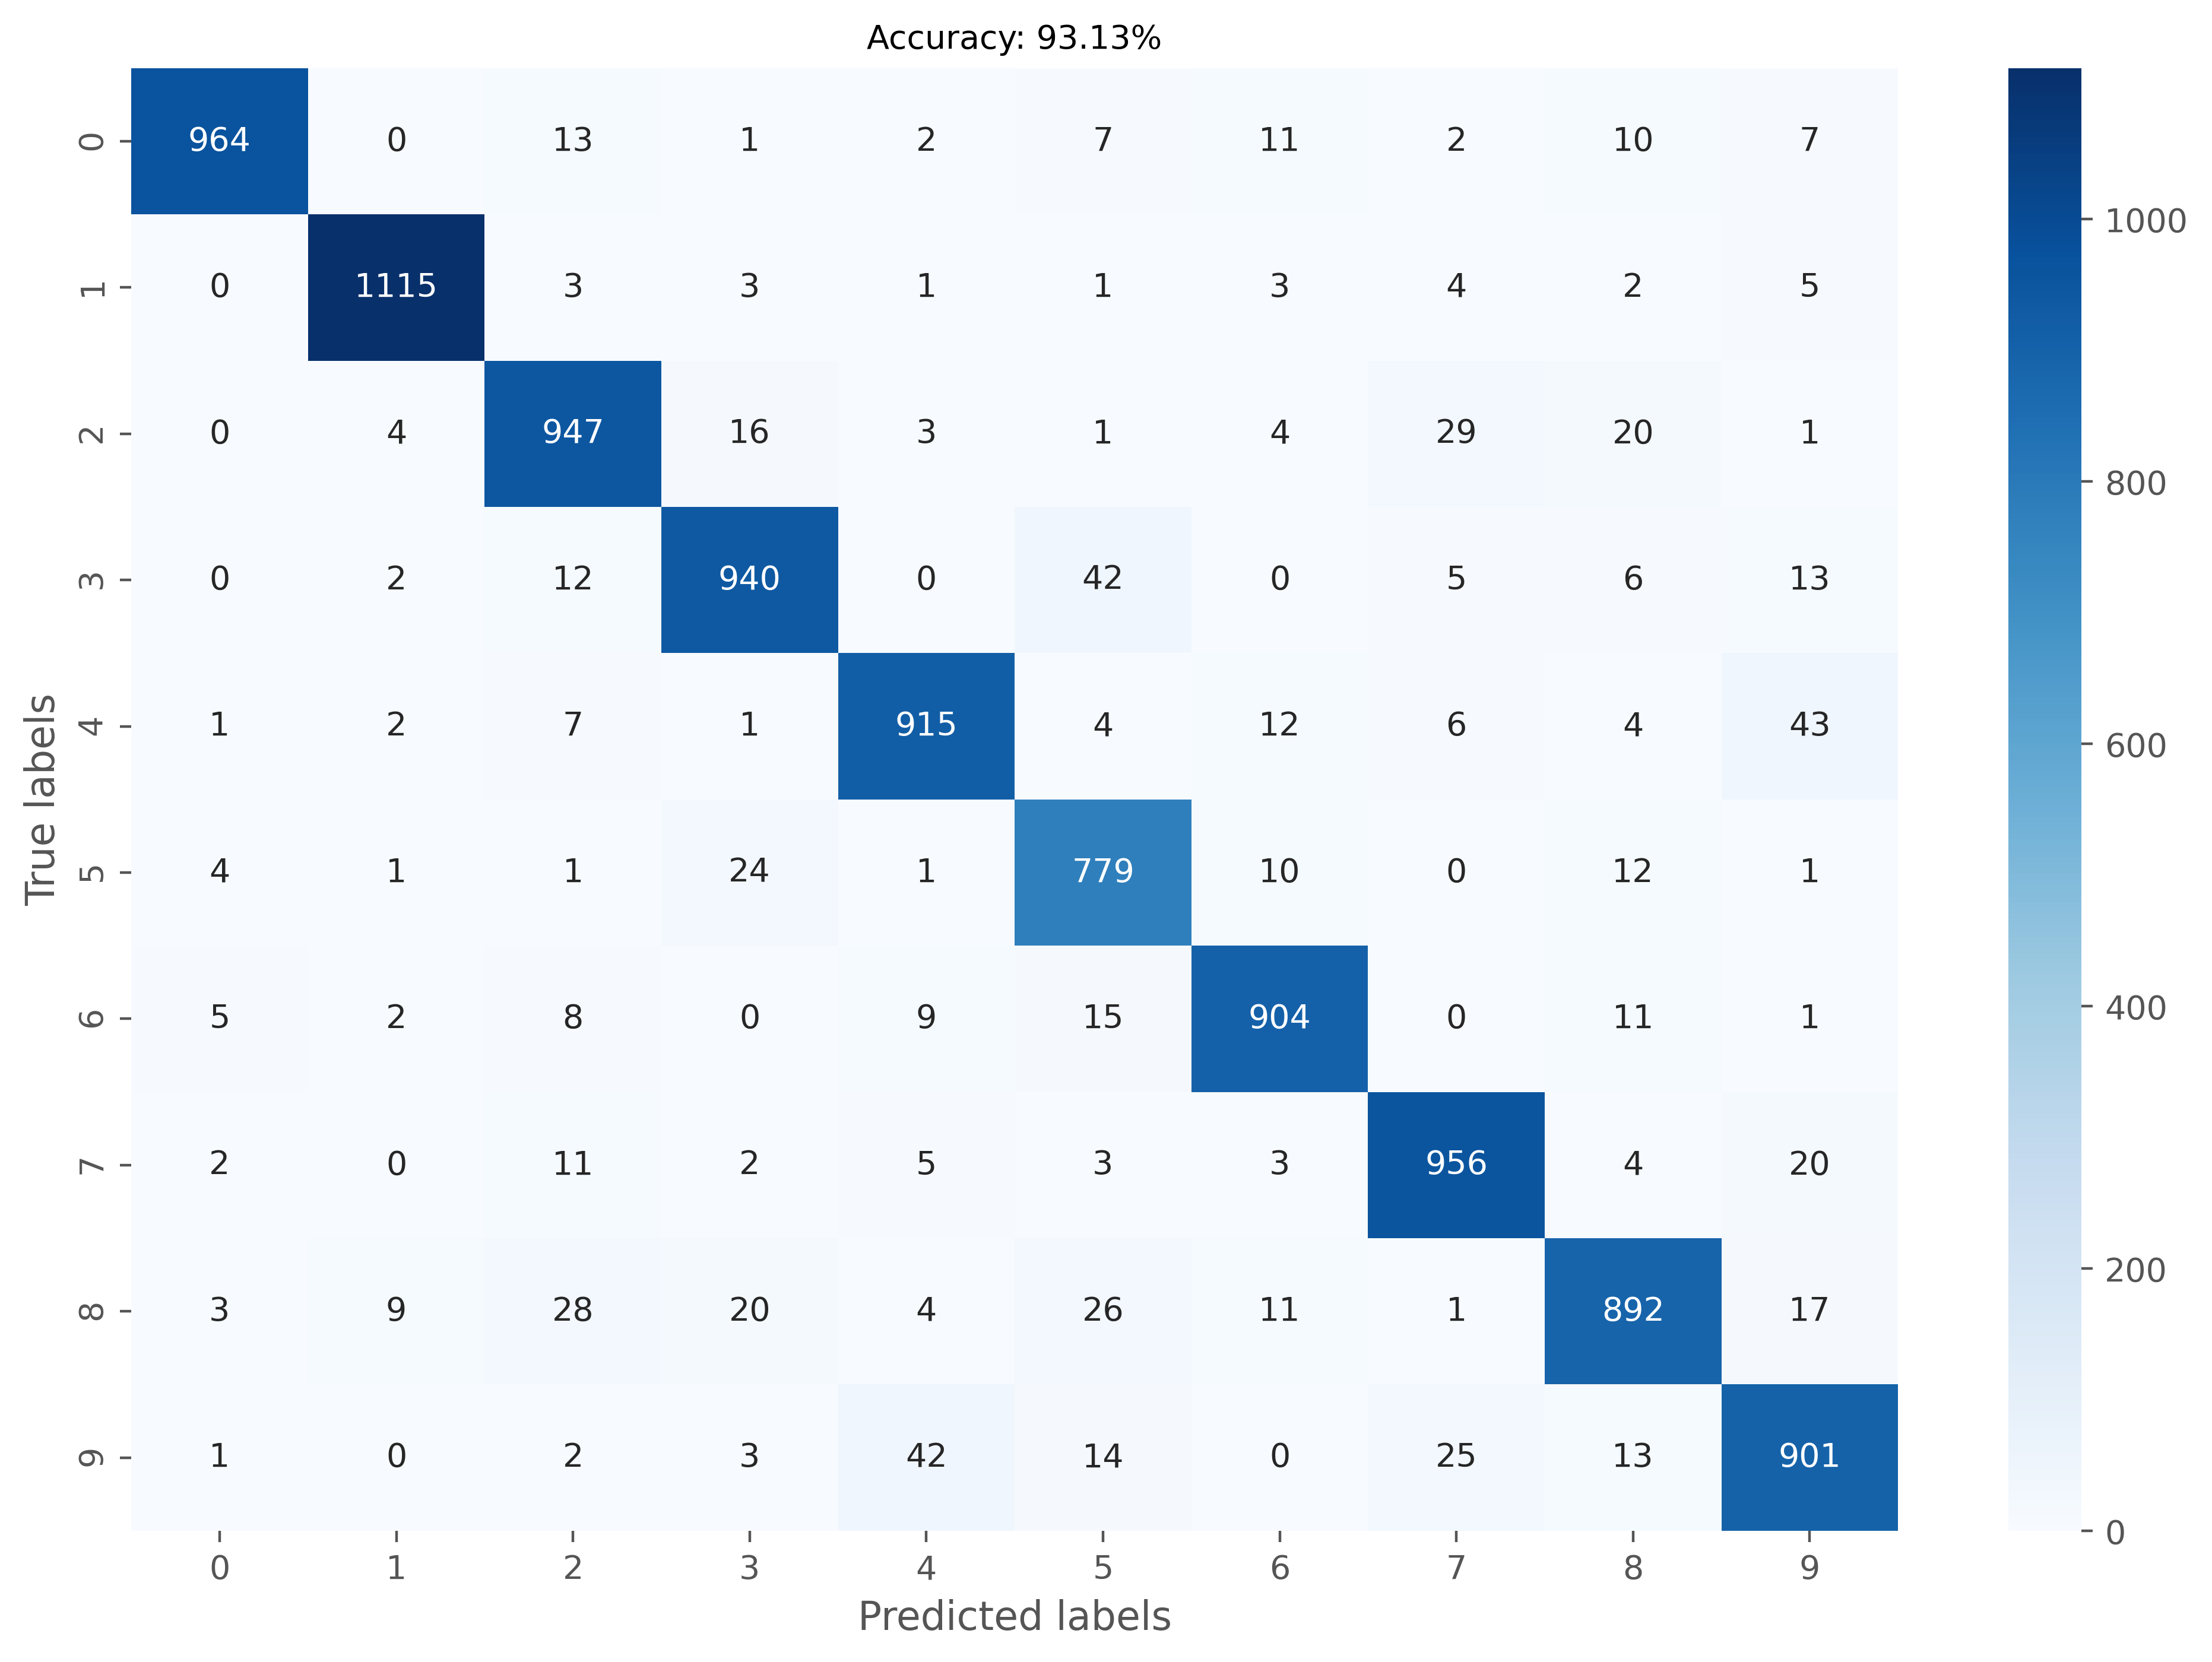 Accuracy: 93.13%
0 964 0 13 1 2 7 11 2 10 7
1 0 1115 3 3 1 1 3 4 2 5
2 0 4 947 16 3 1 4 29 20 1
3 0 2 12 940 0 42 0 5 6 13
4 1 2 7 1 915 4 12 6 4 43
5 4 1 1 24 1 779 10 0 12 1
6 5 2 8 0 9 15 904 0 11 1
7 2 0 11 2 5 3 3 956 4 20
8 3 9 28 20 4 26 11 1 892 17
9 1 0 2 3 42 14 0 25 13 901
0 1 2 3 4 5 6 7 8 9
Predicted labels
True labels
1000
800
600
400
200
0